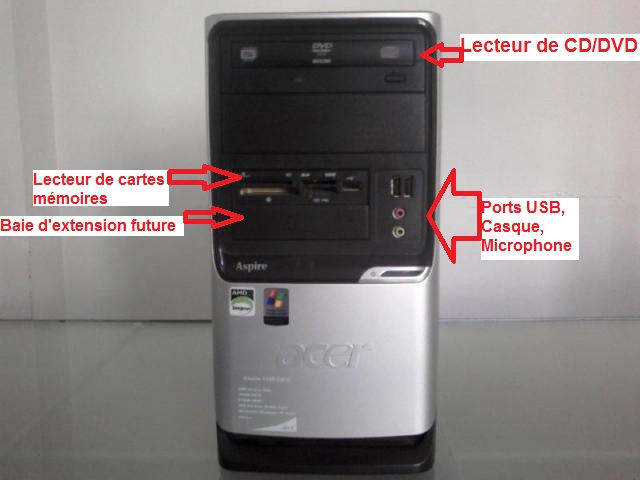 Lecteur de CD/DVD
DVD
Lecteur de cartes
mémoires
Baie d'extension future
Ports USB,
Casque,
Microphone
Aspire
AMD
Sempron
acer